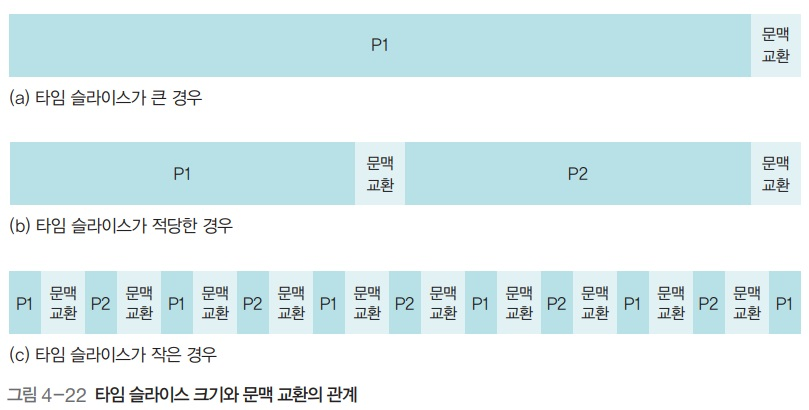 P1
문맥
교환
(a) 타임 슬라이스가 큰 경우
P1
문맥
교환
P2
문맥
교환
(b) 타임 슬라이스가 적당한 경우
P1
문맥
교환
P2
문맥
교환
P1
문맥
교환
P2
문맥
교환
P1
문맥
교환
P2
문맥
교환
P1
문맥
교환
P2
문맥
교환
P1
문맥
교환
P2
문맥
교환
P1
(c) 타임 슬라이스가 작은 경우
그림 4-22 타임 슬라이스 크기와 문맥 교환의 관계